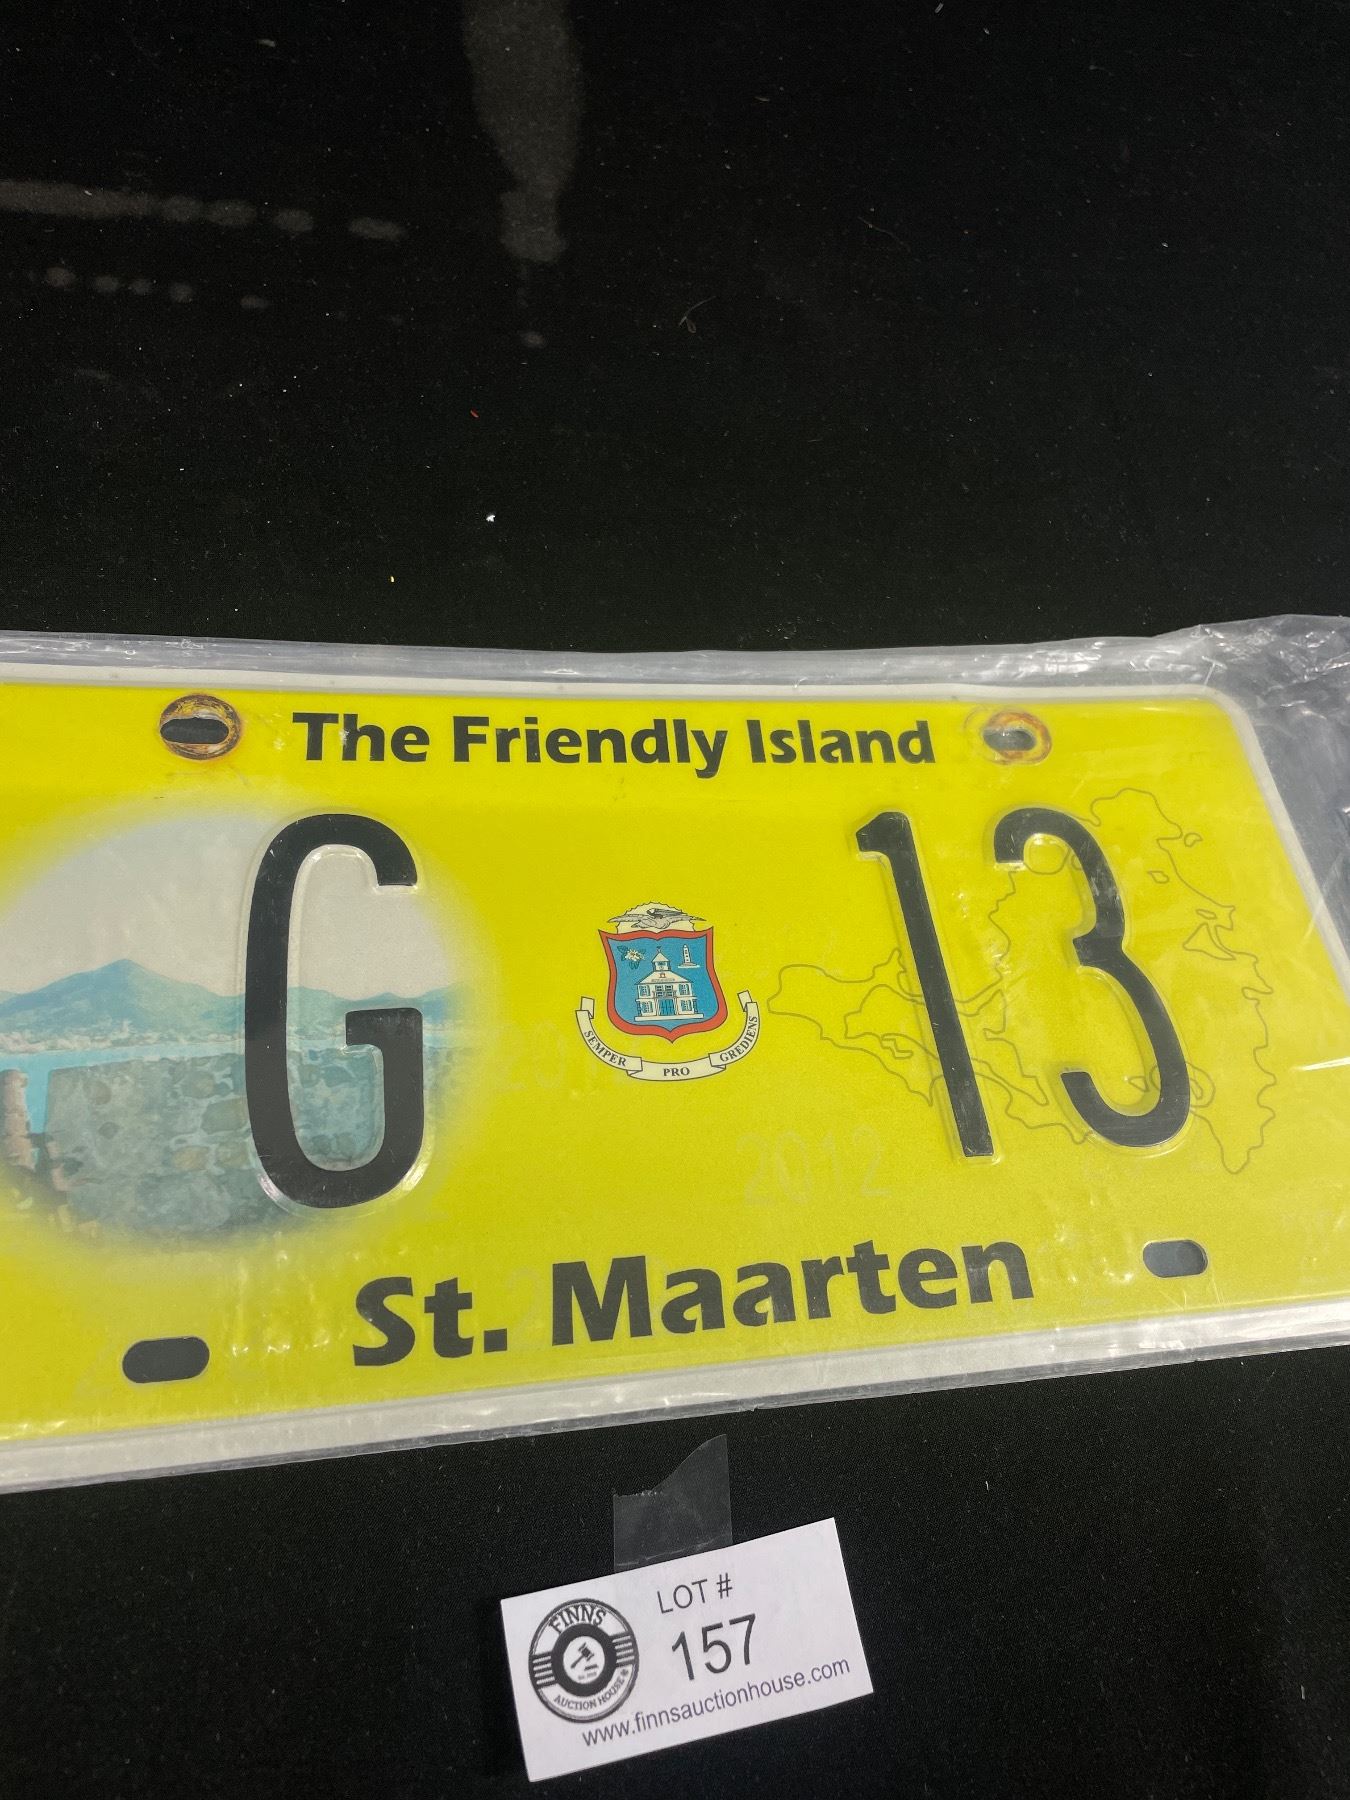 The Friendly Island
G 13
SEMPER PRO GREDIENS
2012
St. Maarten
LOT #
157
FINNS
AUCTION HOUSE
www.finnsauctionhouse.com